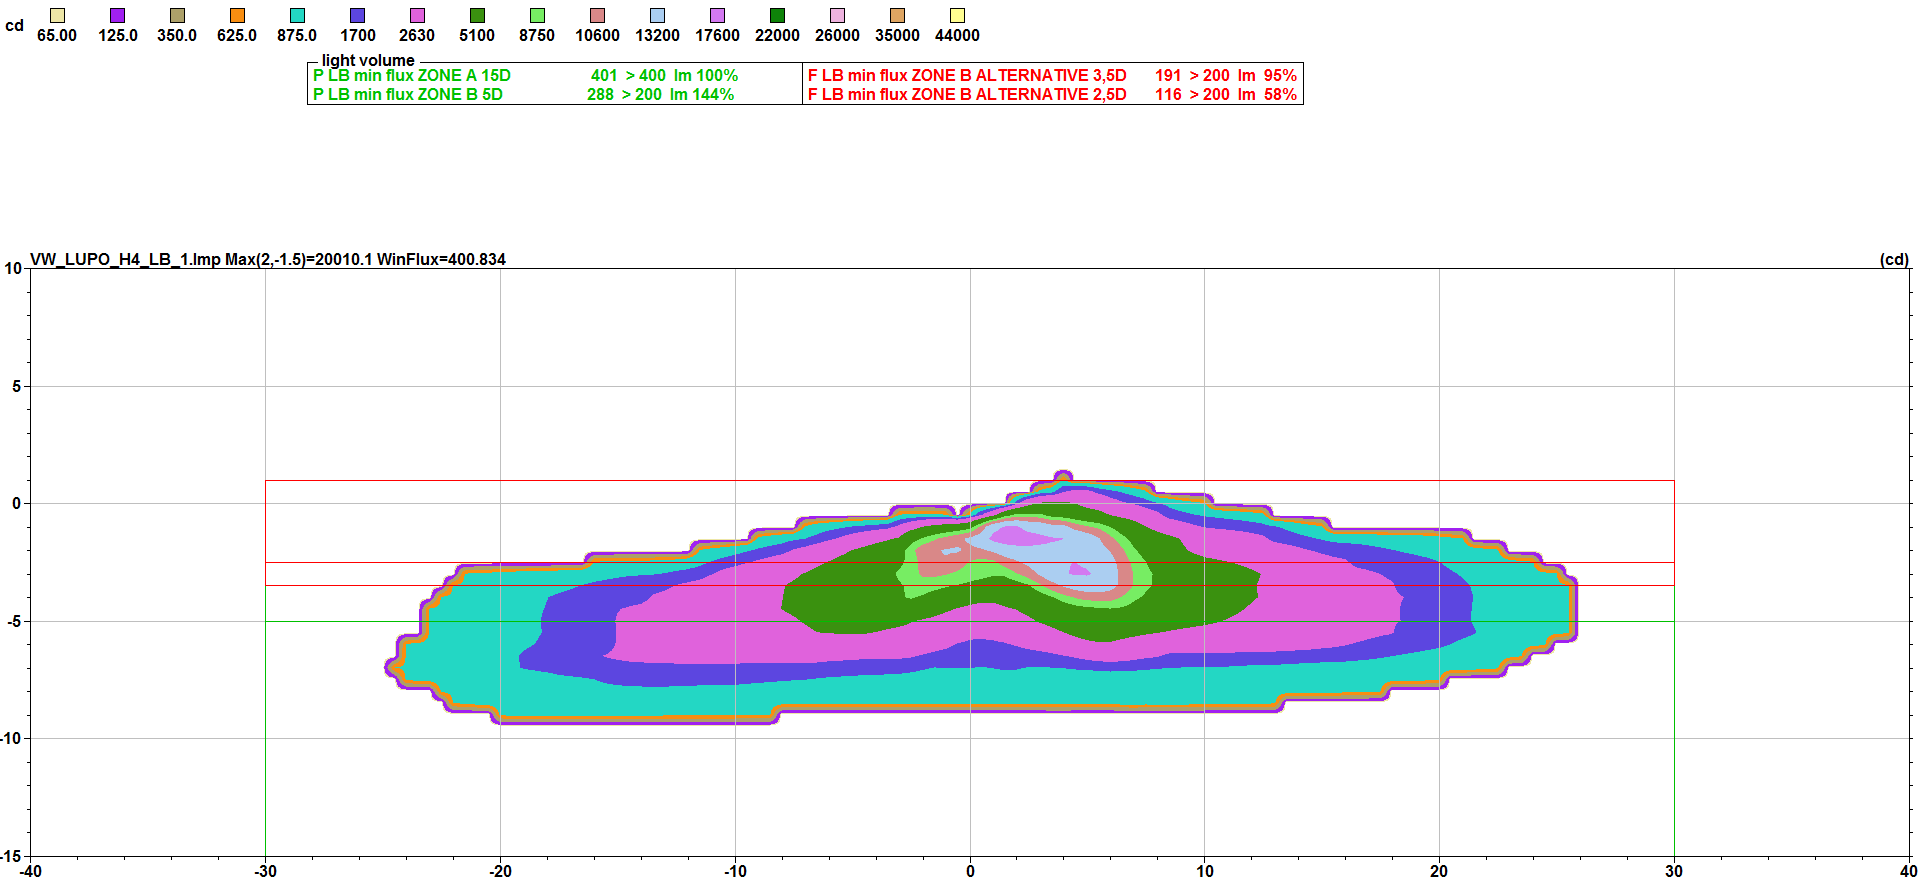 cd 65.00 125.0 350.0 625.0 875.0 1700 2630 5100 8750 10600 13200 17600 22000 26000 35000 44000
light volume
P LB min flux ZONE A 15D 401 > 400 lm 100% F LB min flux ZONE B ALTERNATIVE 3,5D 191 > 200 lm 95%
P LB min flux ZONE B 5D 288 > 200 lm 144% F LB min flux ZONE B ALTERNATIVE 2,5D 116 > 200 lm 58%
VW_LUPO_H4_LB_1.lmp Max(2,-1.5)=20010.1 WinFlux=400.834 (cd)
10
5
0
-5
-10
-15
-40 -30 -20 -10 0 10 20 30 40